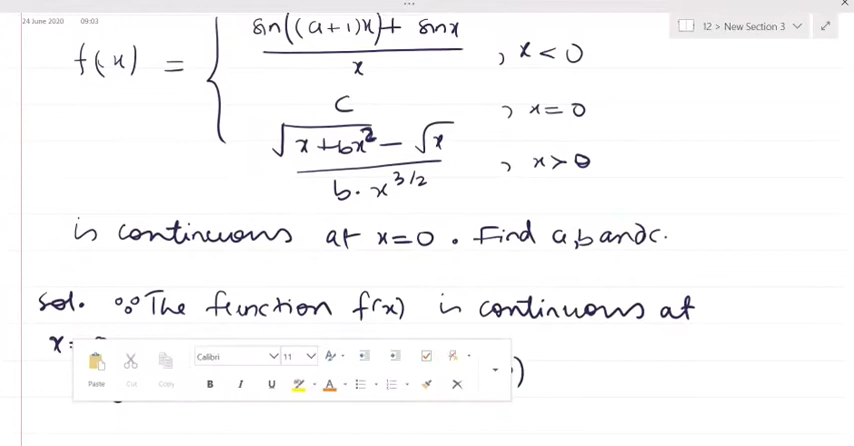 24 June 2020 09:03
12 > New Section 3
f(x) = { sin((a+1)x)+ sinx / x , x<0
c , x=0
√x+bx² - √x / b. x^3/2 , x>0
is continuous at x=0. Find a,b and c.
Sol. ∵ The function f(x) is continuous at
x=
Calibri 11
Paste Cut Copy B I U A
)